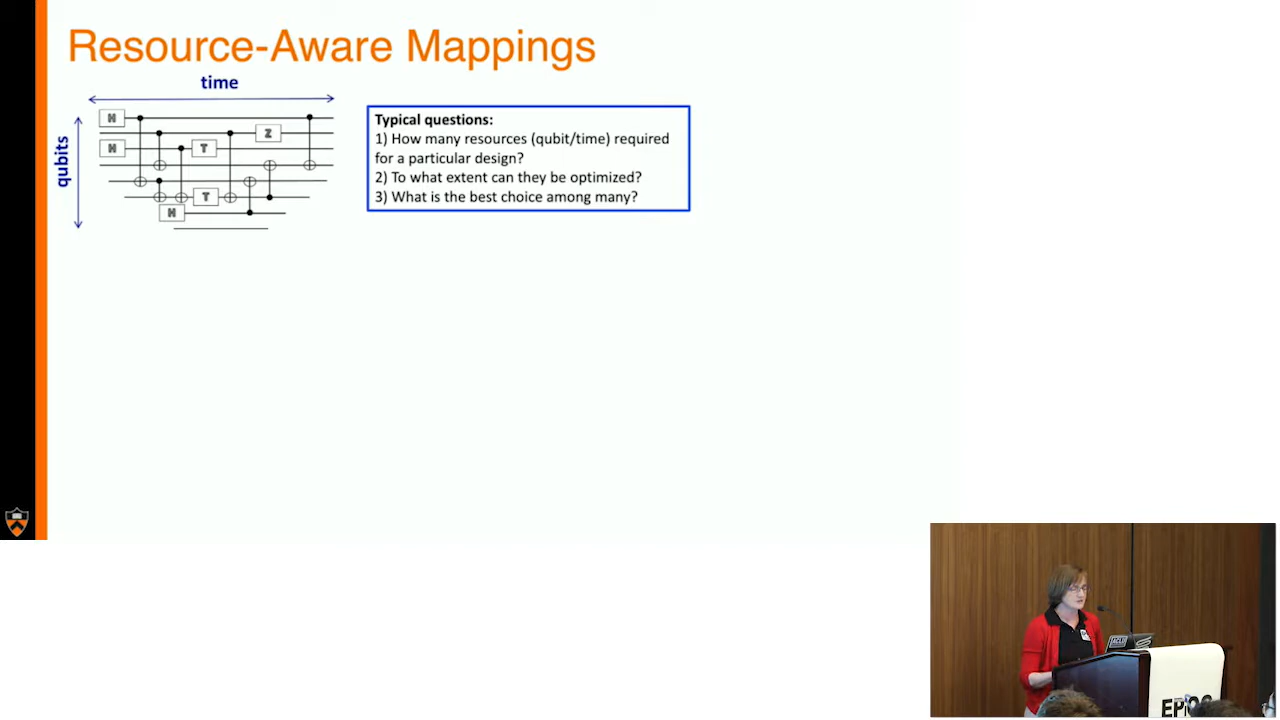 Resource-Aware Mappings
time
qubits
H
H
T
Z
T
H
Typical questions:
1) How many resources (qubit/time) required
for a particular design?
2) To what extent can they be optimized?
3) What is the best choice among many?
ACLU